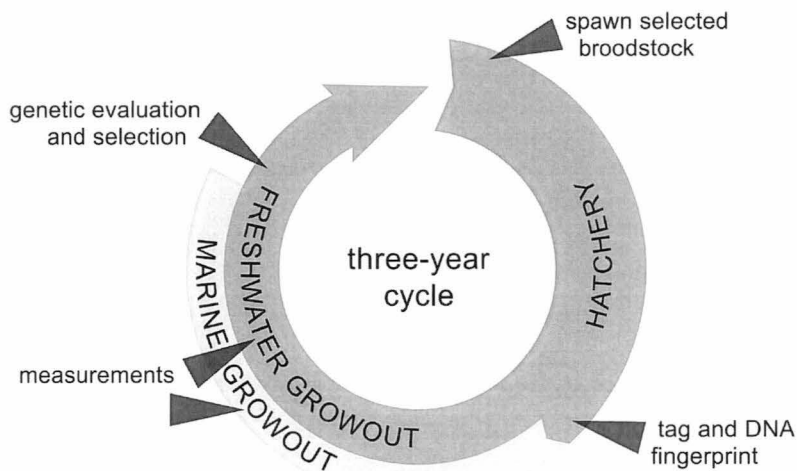 spawn selected
broodstock
genetic evaluation
and selection
HATCHERY
three-year
cycle
FRESHWATER GROWOUT
MARINE GROWOUT
measurements
tag and DNA
fingerprint